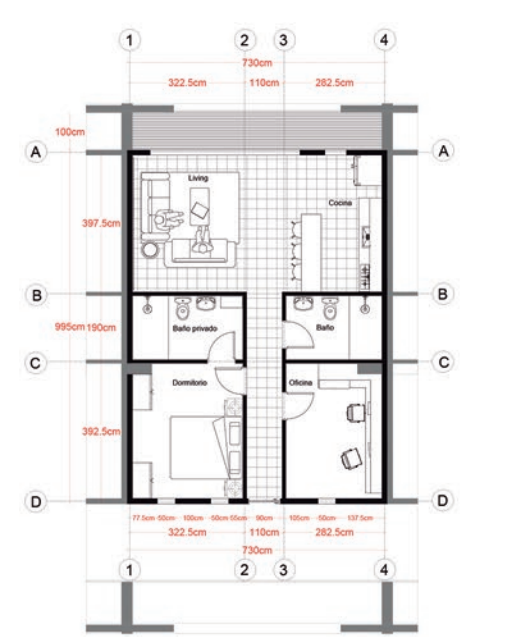 1 2 3 4
730cm
322.5cm 110cm 282.5cm
100cm
A A
Living
Cocina
397.5cm
B B
995cm 190cm
Baño privado Baño
C C
Dormitorio Oficina
392.5cm
D D
77.5cm 50cm 100cm 50cm 55cm 90cm 105cm 50cm 137.5cm
322.5cm 110cm 282.5cm
730cm
1 2 3 4